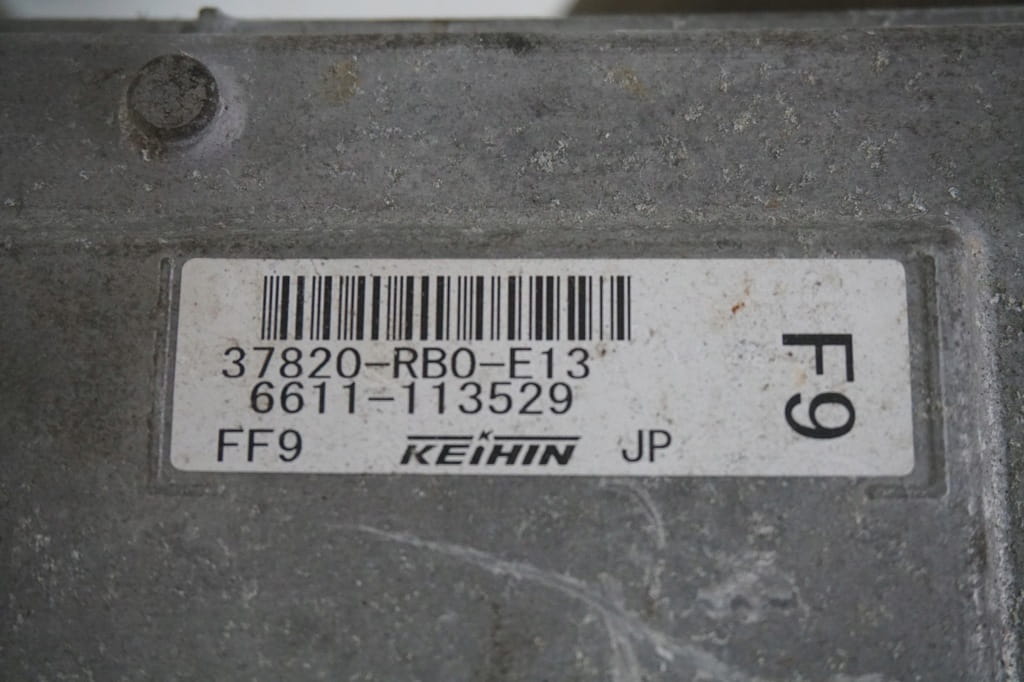 37820-RB0-E13
6611-113529
FF9 KEIHIN JP
F9